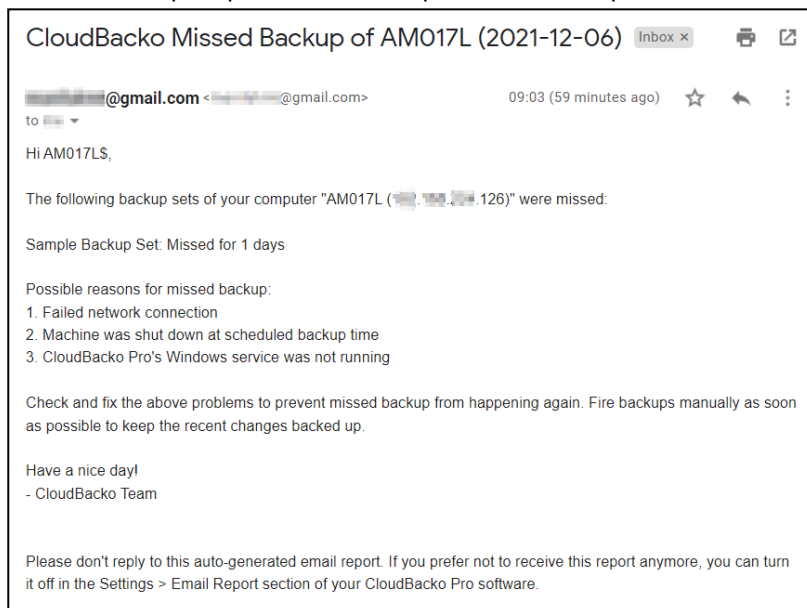 CloudBacko Missed Backup of AM017L (2021-12-06) Inbox ×
@gmail.com < @gmail.com> 09:03 (59 minutes ago)
to
Hi AM017L$,
The following backup sets of your computer "AM017L ( .126)" were missed:
Sample Backup Set: Missed for 1 days
Possible reasons for missed backup:
1. Failed network connection
2. Machine was shut down at scheduled backup time
3. CloudBacko Pro's Windows service was not running
Check and fix the above problems to prevent missed backup from happening again. Fire backups manually as soon
as possible to keep the recent changes backed up.
Have a nice day!
- CloudBacko Team
Please don't reply to this auto-generated email report. If you prefer not to receive this report anymore, you can turn
it off in the Settings > Email Report section of your CloudBacko Pro software.